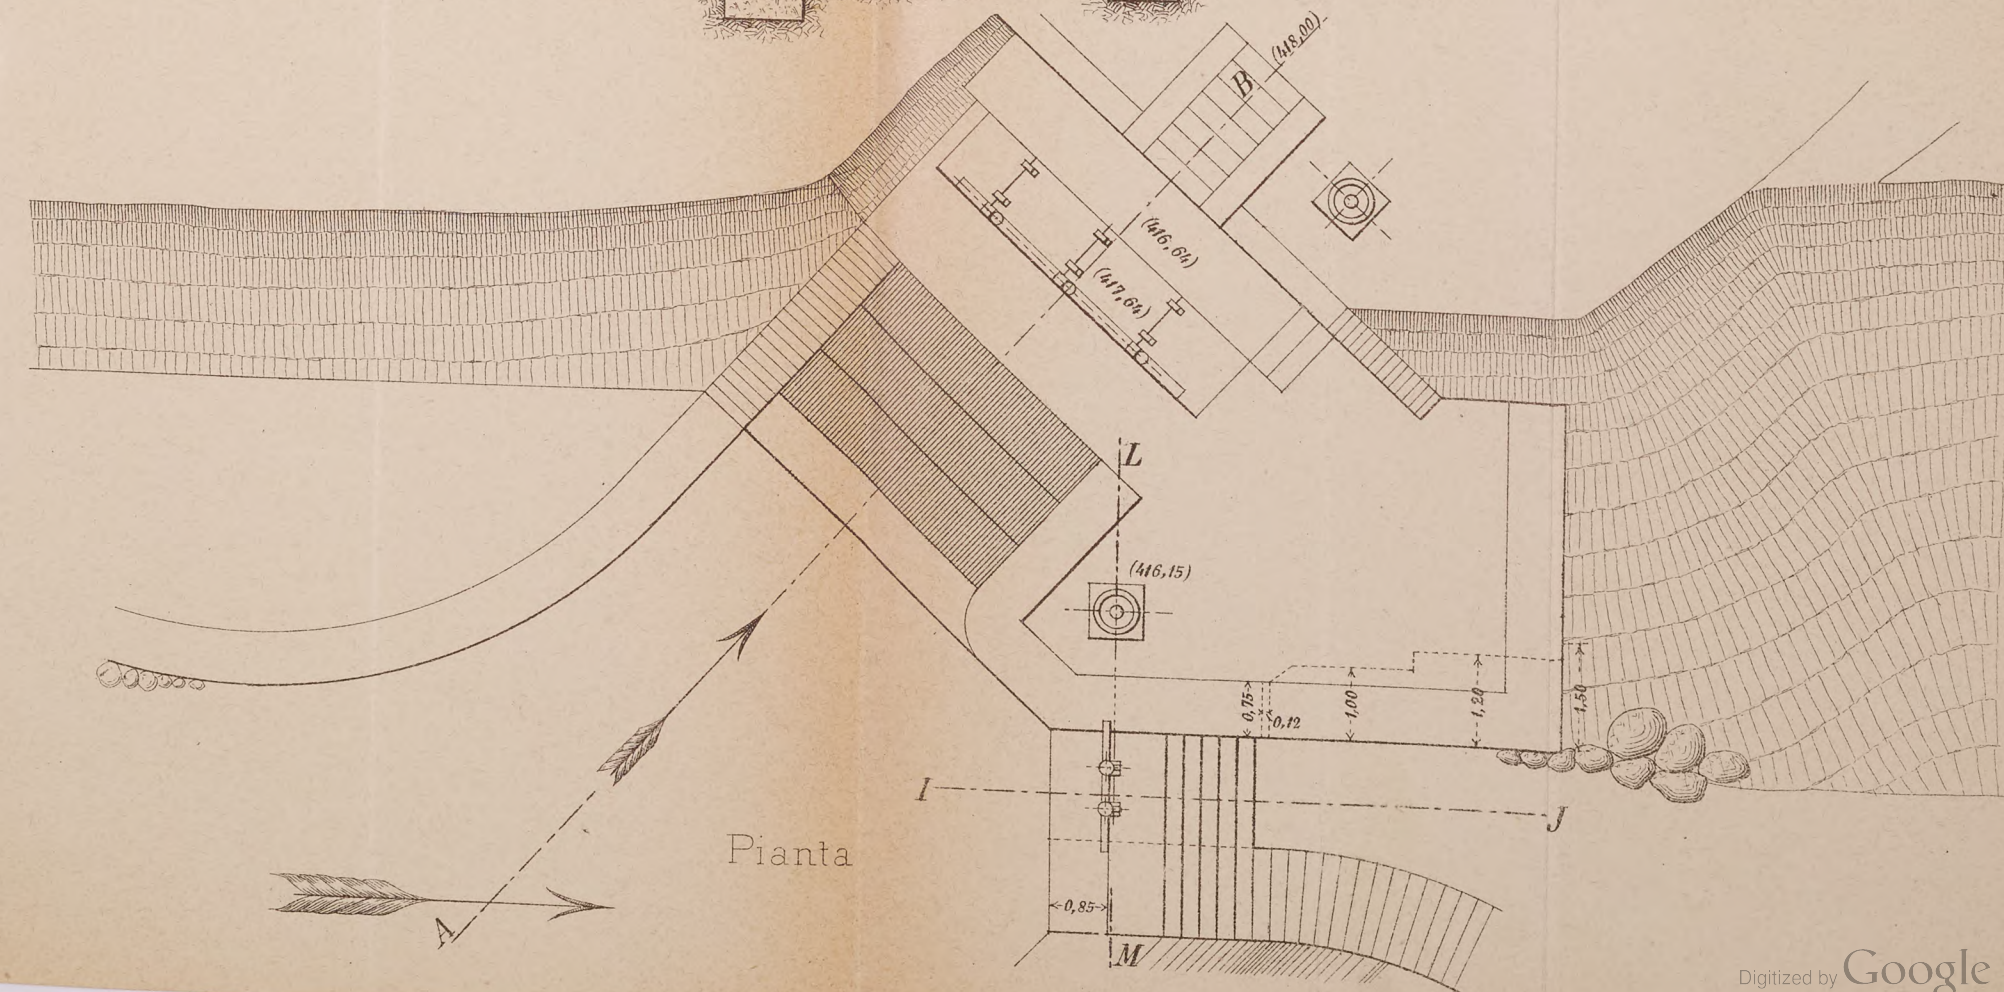 (418,00)
B
(416,64)
(417,64)
L
(416,15)
0,75
0,12
1,00
1,20
1,50
I
J
Pianta
A
0,85
M
Digitized by Google